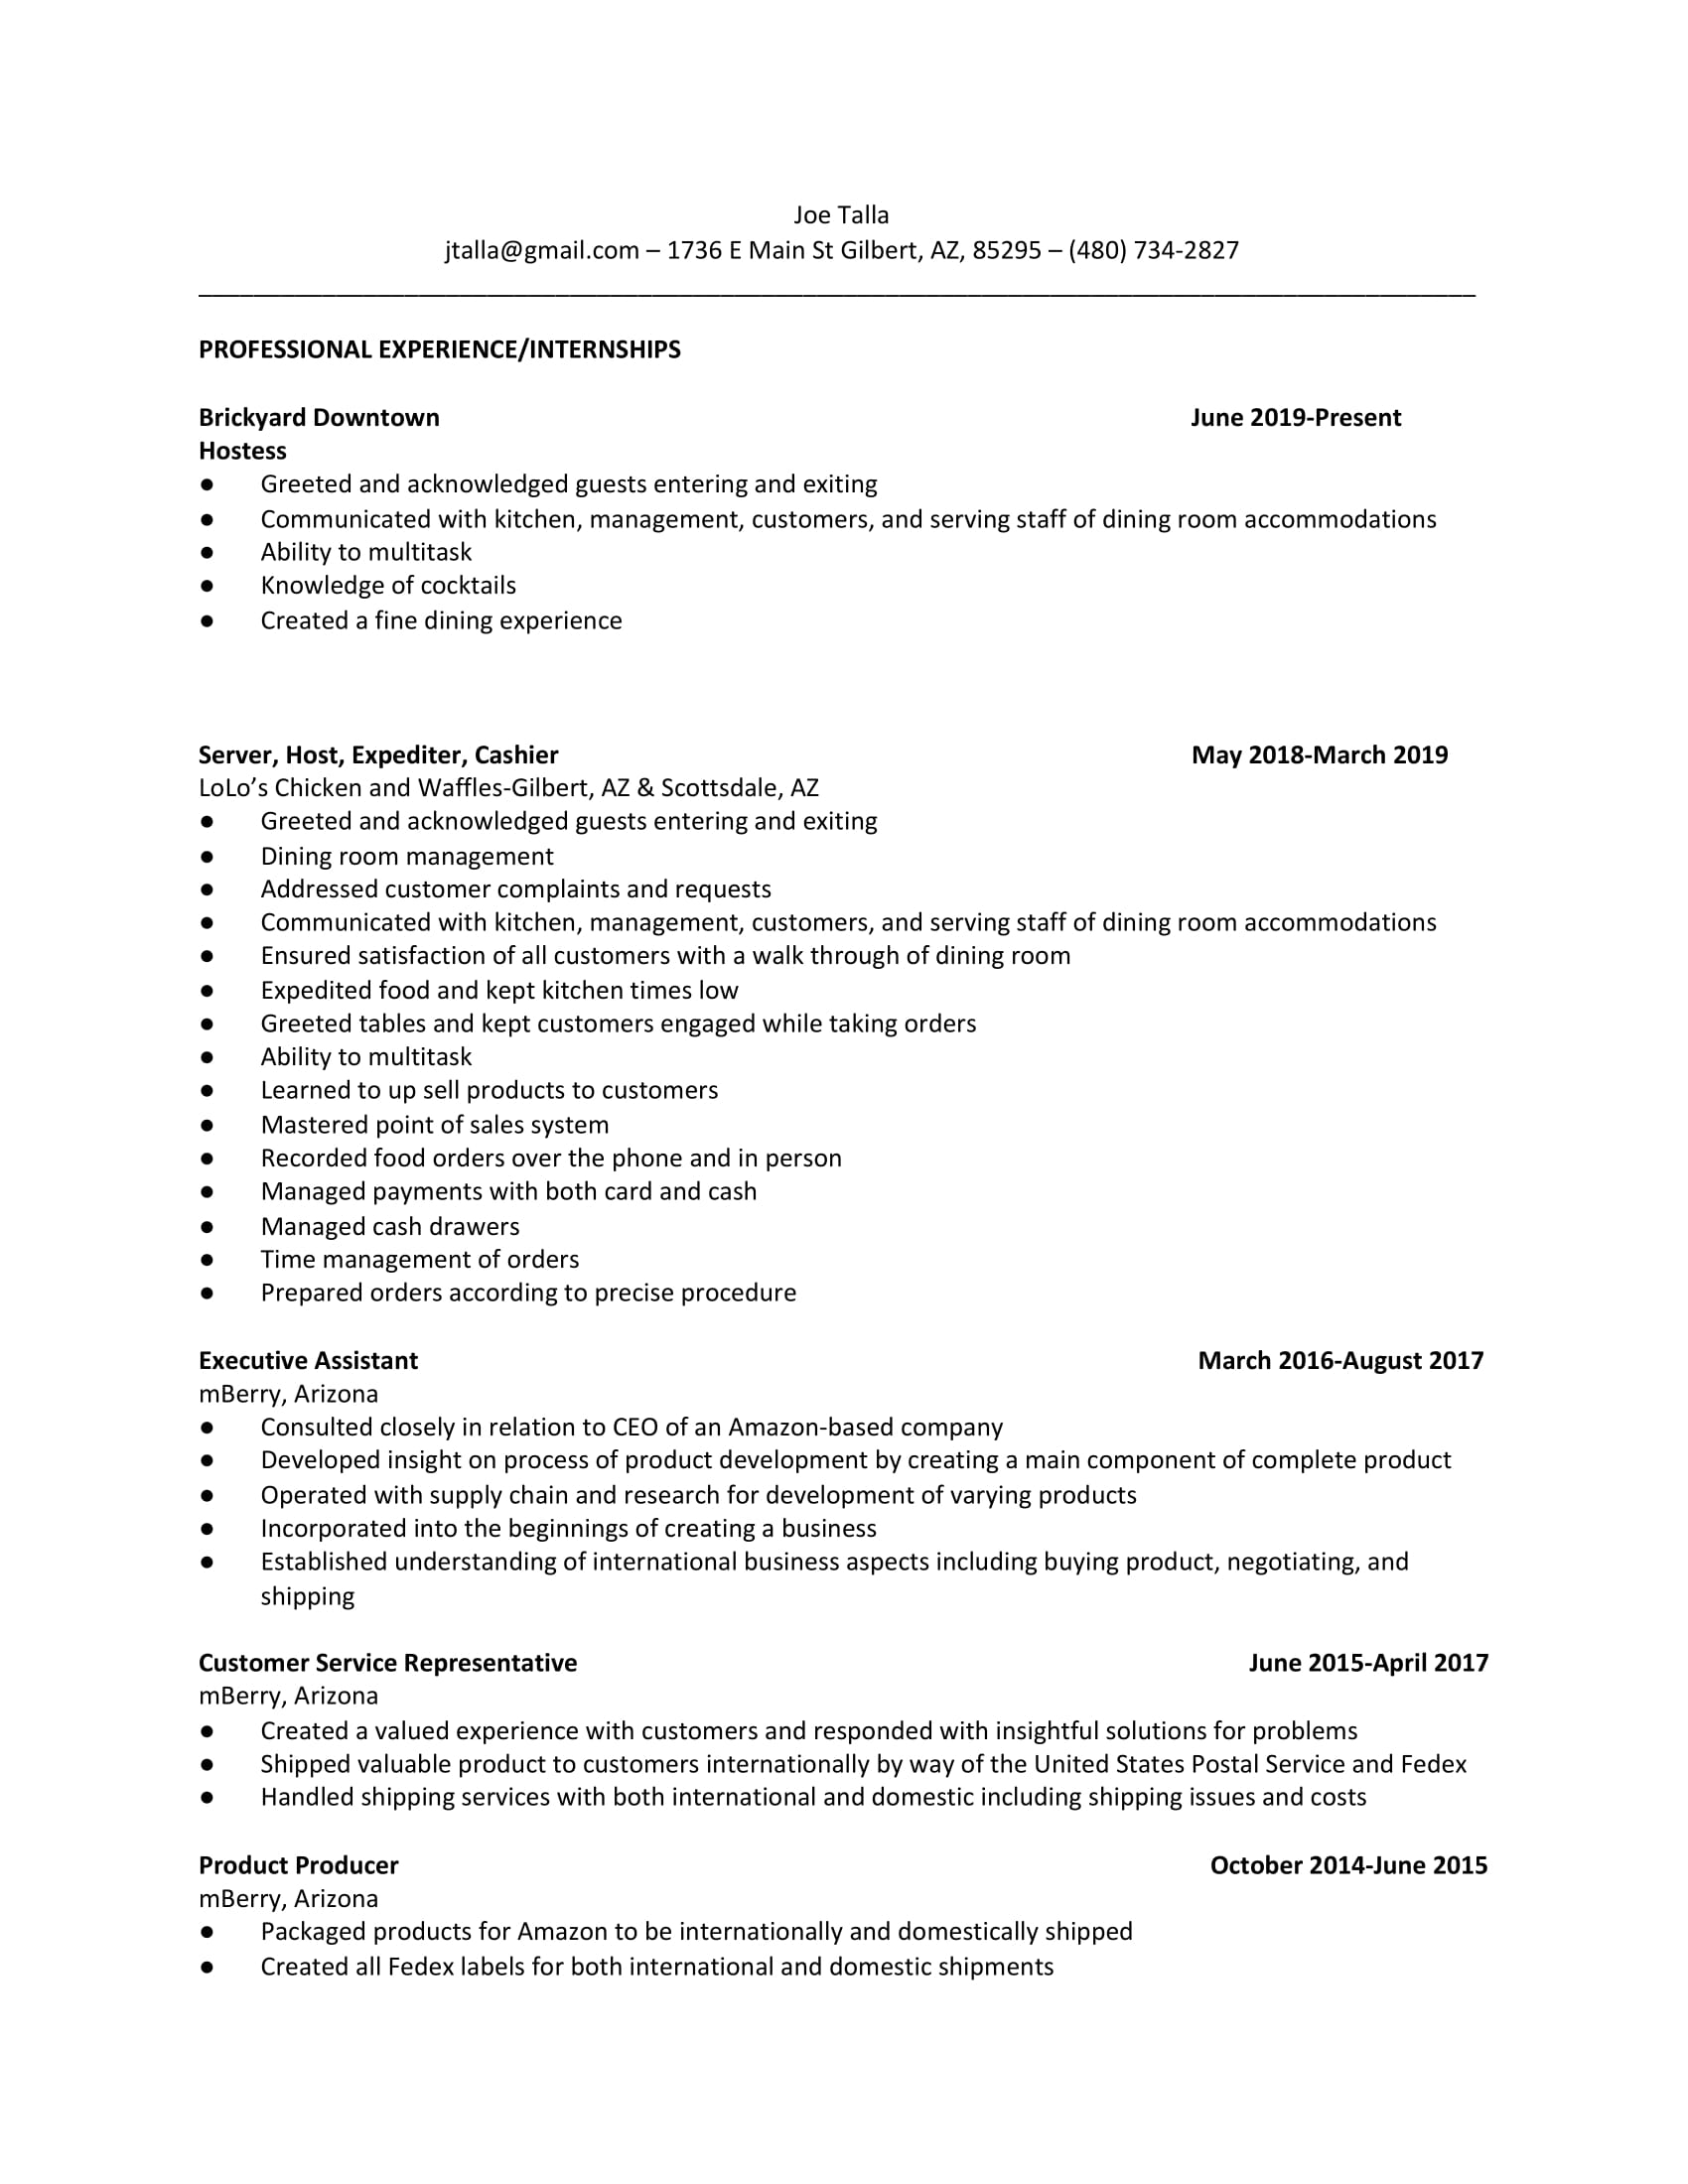 Joe Talla
jtalla@gmail.com – 1736 E Main St Gilbert, AZ, 85295 – (480) 734-2827
PROFESSIONAL EXPERIENCE/INTERNSHIPS
Brickyard Downtown June 2019-Present
Hostess
● Greeted and acknowledged guests entering and exiting
● Communicated with kitchen, management, customers, and serving staff of dining room accommodations
● Ability to multitask
● Knowledge of cocktails
● Created a fine dining experience
Server, Host, Expediter, Cashier May 2018-March 2019
LoLo’s Chicken and Waffles-Gilbert, AZ & Scottsdale, AZ
● Greeted and acknowledged guests entering and exiting
● Dining room management
● Addressed customer complaints and requests
● Communicated with kitchen, management, customers, and serving staff of dining room accommodations
● Ensured satisfaction of all customers with a walk through of dining room
● Expedited food and kept kitchen times low
● Greeted tables and kept customers engaged while taking orders
● Ability to multitask
● Learned to up sell products to customers
● Mastered point of sales system
● Recorded food orders over the phone and in person
● Managed payments with both card and cash
● Managed cash drawers
● Time management of orders
● Prepared orders according to precise procedure
Executive Assistant March 2016-August 2017
mBerry, Arizona
● Consulted closely in relation to CEO of an Amazon-based company
● Developed insight on process of product development by creating a main component of complete product
● Operated with supply chain and research for development of varying products
● Incorporated into the beginnings of creating a business
● Established understanding of international business aspects including buying product, negotiating, and
shipping
Customer Service Representative June 2015-April 2017
mBerry, Arizona
● Created a valued experience with customers and responded with insightful solutions for problems
● Shipped valuable product to customers internationally by way of the United States Postal Service and Fedex
● Handled shipping services with both international and domestic including shipping issues and costs
Product Producer October 2014-June 2015
mBerry, Arizona
● Packaged products for Amazon to be internationally and domestically shipped
● Created all Fedex labels for both international and domestic shipments